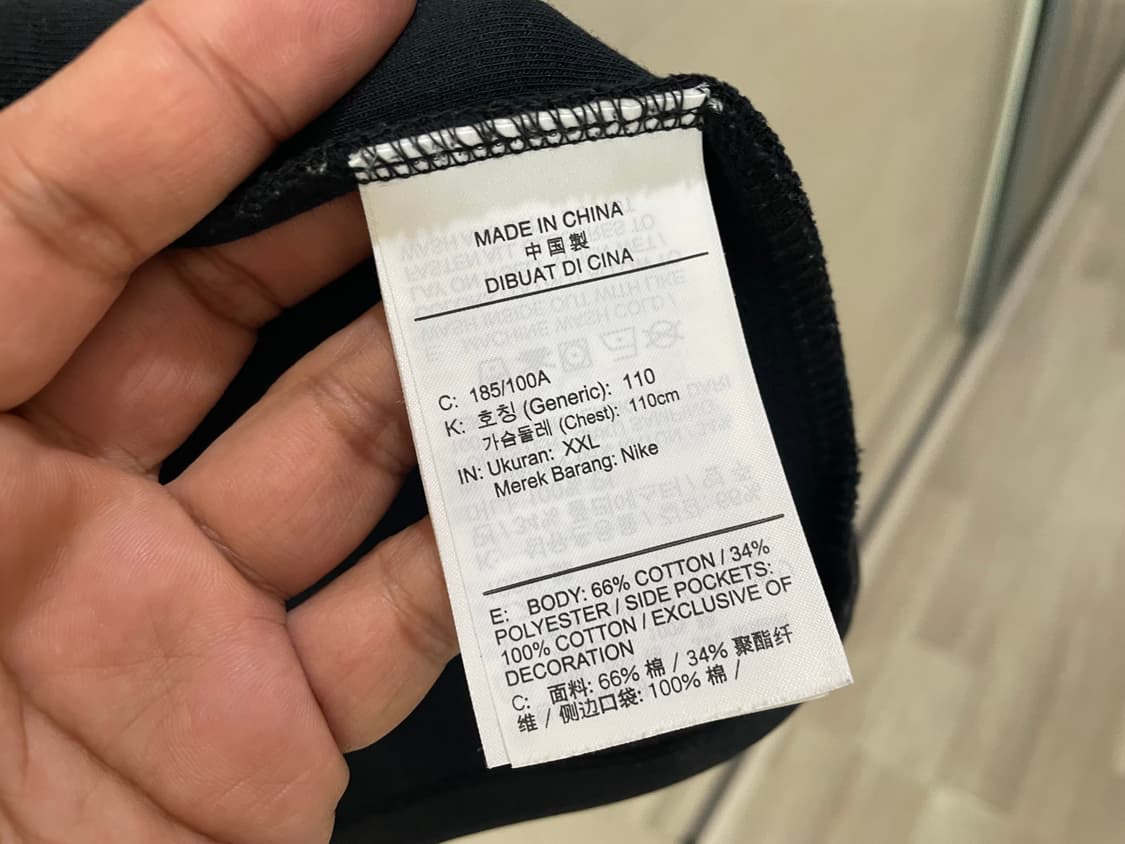 MADE IN CHINA
中国製
DIBUAT DI CINA
C: 185/100A
K: 호칭 (Generic): 110
가슴둘레 (Chest): 110cm
IN: Ukuran: XXL
Merek Barang: Nike
E: BODY: 66% COTTON / 34%
POLYESTER / SIDE POCKETS:
100% COTTON / EXCLUSIVE OF
DECORATION
C: 面料: 66% 棉 / 34% 聚酯纤
维 / 侧边口袋: 100% 棉 /